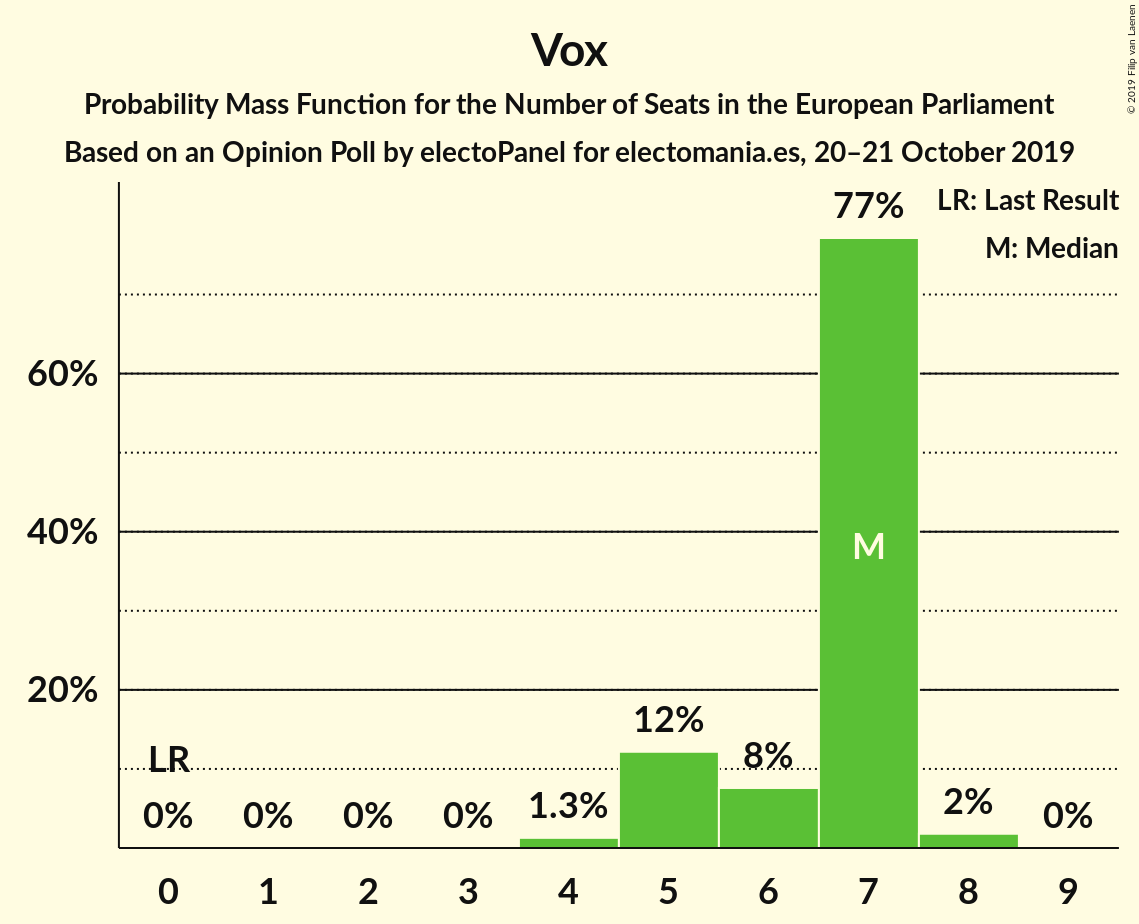 Vox
Probability Mass Function for the Number of Seats in the European Parliament
Based on an Opinion Poll by electoPanel for electomania.es, 20–21 October 2019
© 2019 Filip van Laenen
LR: Last Result
M: Median
60%
40%
20%
LR
0%
0%
0%
0%
1.3%
12%
8%
77%
M
2%
0%
0 1 2 3 4 5 6 7 8 9